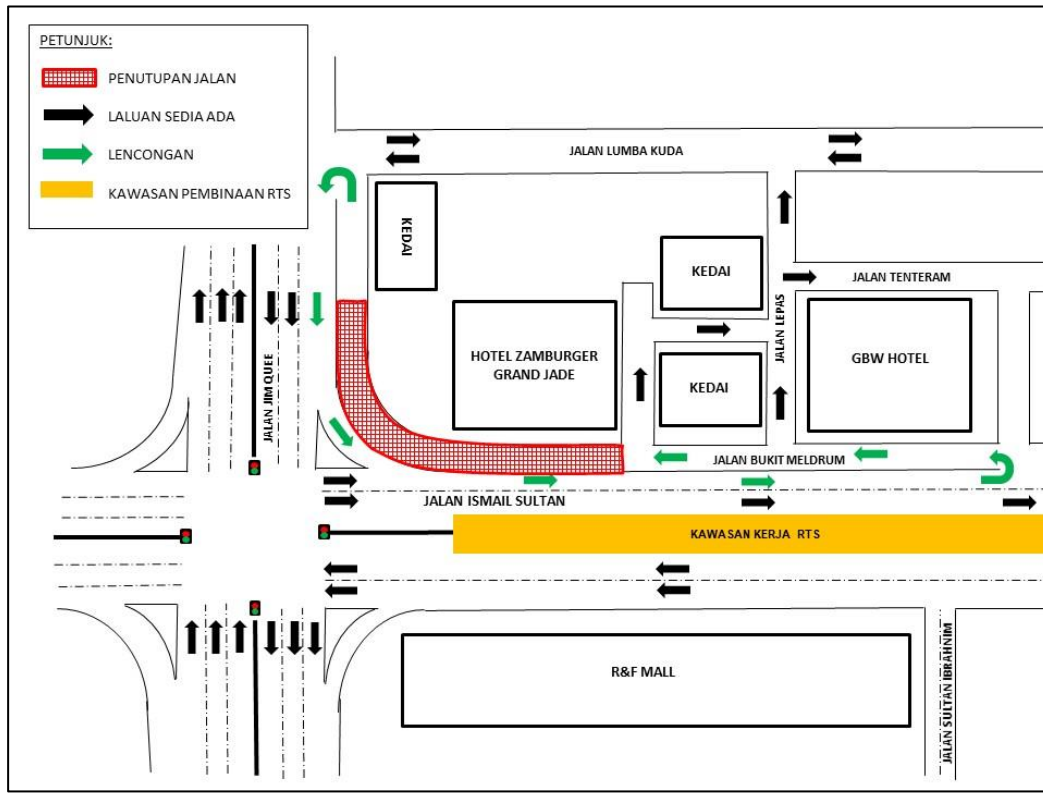 PETUNJUK:
PENUTUPAN JALAN
LALUAN SEDIA ADA
LENCONGAN
KAWASAN PEMBINAAN RTS
JALAN LUMBA KUDA
KEDAI
KEDAI
JALAN TENTERAM
JALAN LEPAS
HOTEL ZAMBURGER
GRAND JADE
KEDAI
GBW HOTEL
JALAN JIM QUEE
JALAN BUKIT MELDRUM
JALAN ISMAIL SULTAN
KAWASAN KERJA RTS
R&F MALL
JALAN SULTAN IBRAHNIM